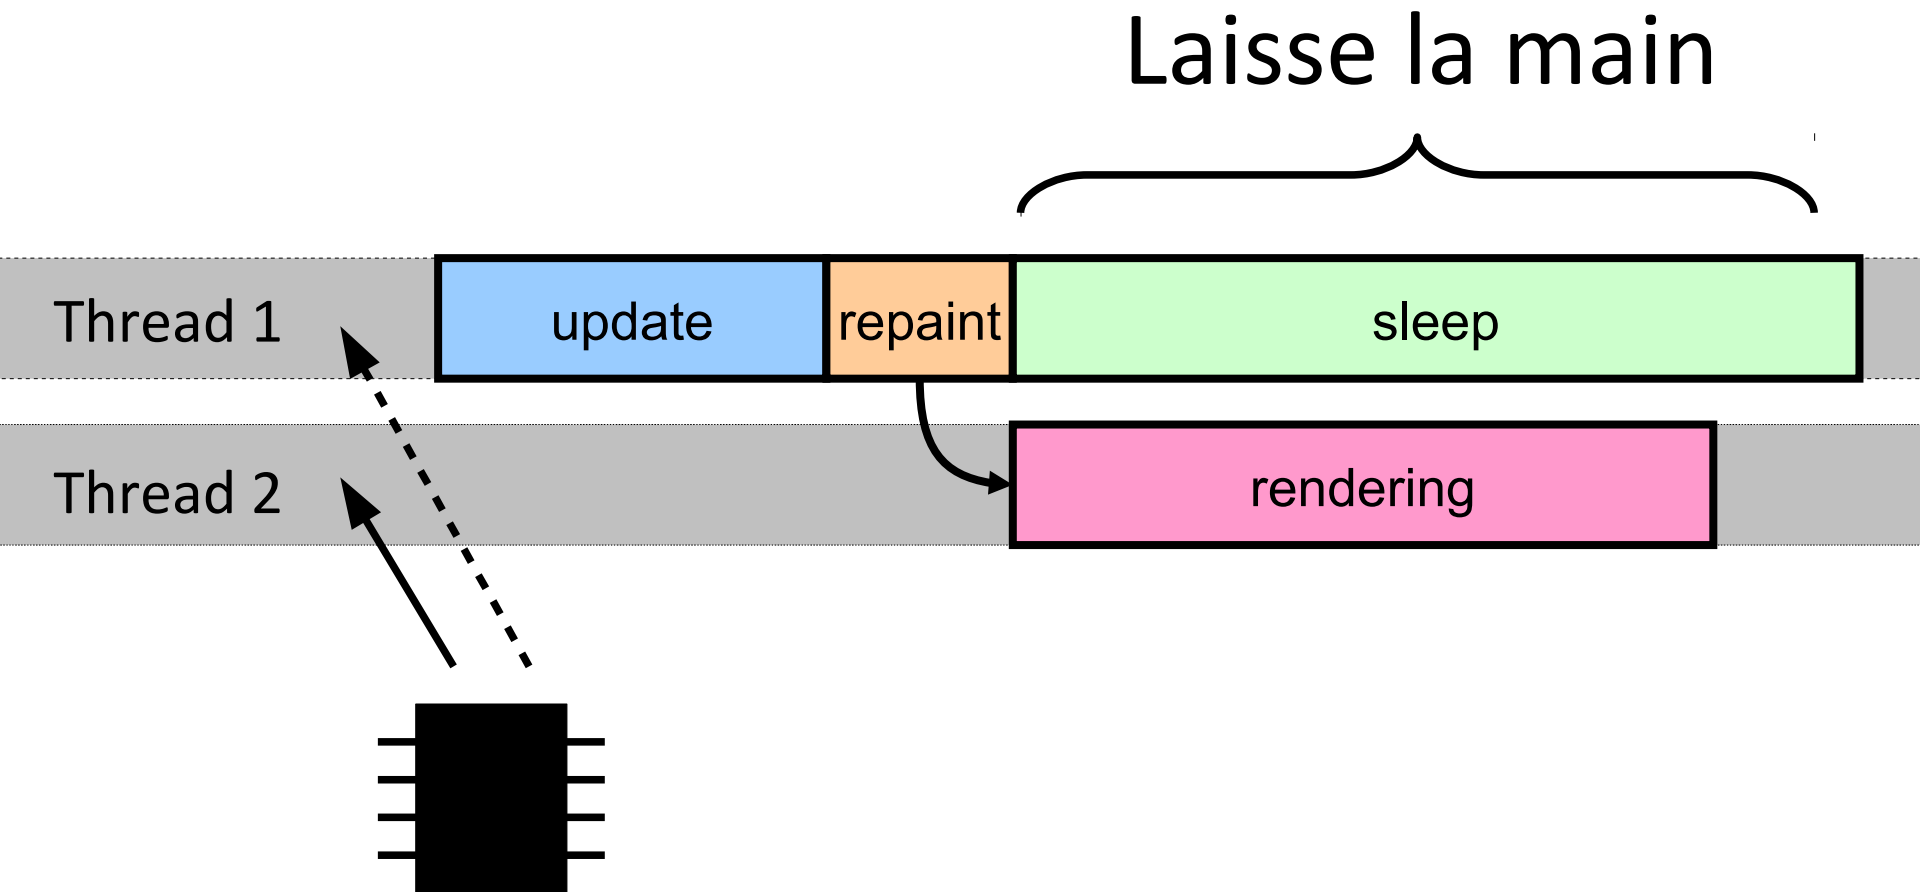 Laisse la main
Thread 1
update
repaint
sleep
Thread 2
rendering